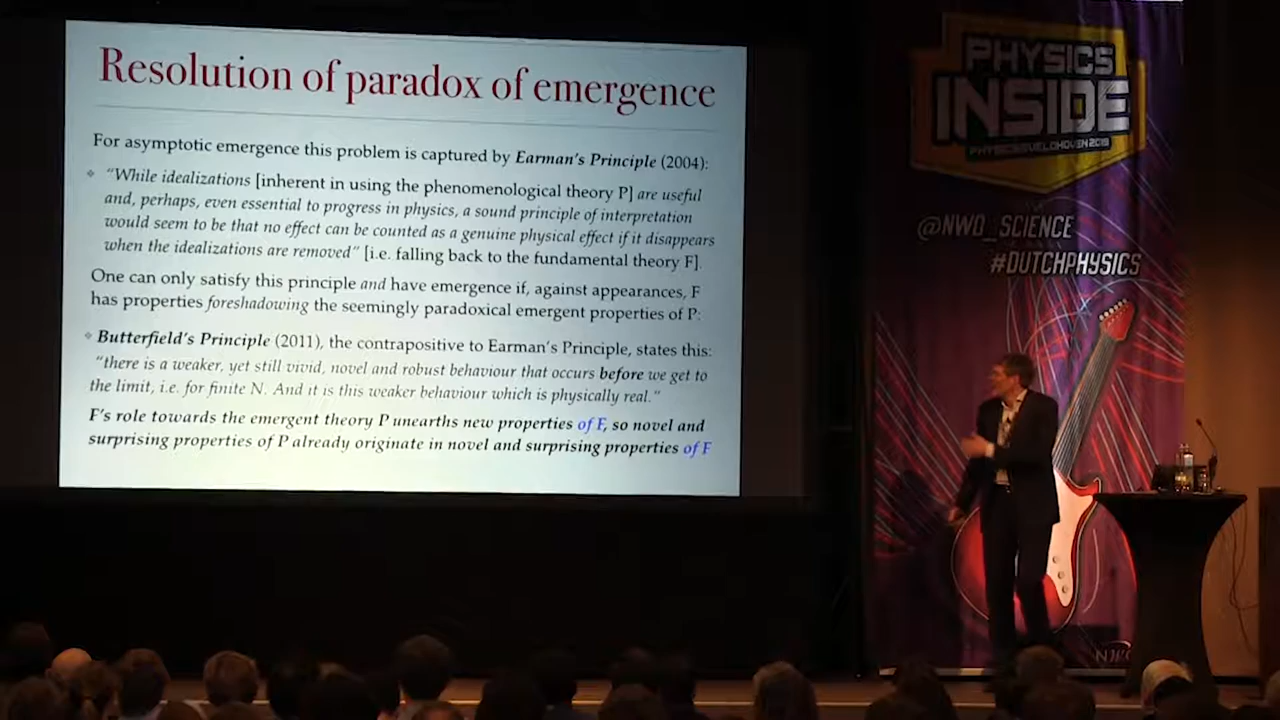 Resolution of paradox of emergence
For asymptotic emergence this problem is captured by Earman's Principle (2004):
"While idealizations [inherent in using the phenomenological theory P] are useful
and, perhaps, even essential to progress in physics, a sound principle of interpretation
would seem to be that no effect can be counted as a genuine physical effect if it disappears
when the idealizations are removed" [i.e. falling back to the fundamental theory F].
One can only satisfy this principle and have emergence if, against appearances, F
has properties foreshadowing the seemingly paradoxical emergent properties of P:
Butterfield's Principle (2011), the contrapositive to Earman's Principle, states this:
"there is a weaker, yet still vivid, novel and robust behaviour that occurs before we get to
the limit, i.e. for finite N. And it is this weaker behaviour which is physically real."
F's role towards the emergent theory P unearths new properties of F, so novel and
surprising properties of P already originate in novel and surprising properties of F
PHYSICS
INSIDE
PHYSICS@VELDHOVEN 2019
@NWO_SCIENCE
#DUTCHPHYSICS
NWO